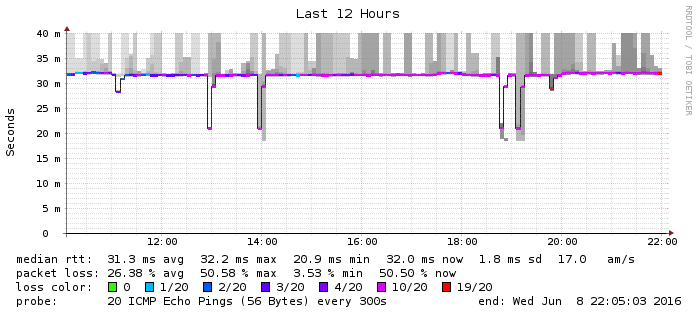 Last 12 Hours
RRDTOOL / TOBI OETIKER
Seconds
40 m
35 m
30 m
25 m
20 m
15 m
10 m
5 m
0
12:00 14:00 16:00 18:00 20:00 22:00
median rtt: 31.3 ms avg 32.2 ms max 20.9 ms min 32.0 ms now 1.8 ms sd 17.0 am/s
packet loss: 26.38 % avg 50.58 % max 3.53 % min 50.50 % now
loss color: 0 1/20 2/20 3/20 4/20 10/20 19/20
probe: 20 ICMP Echo Pings (56 Bytes) every 300s end: Wed Jun 8 22:05:03 2016